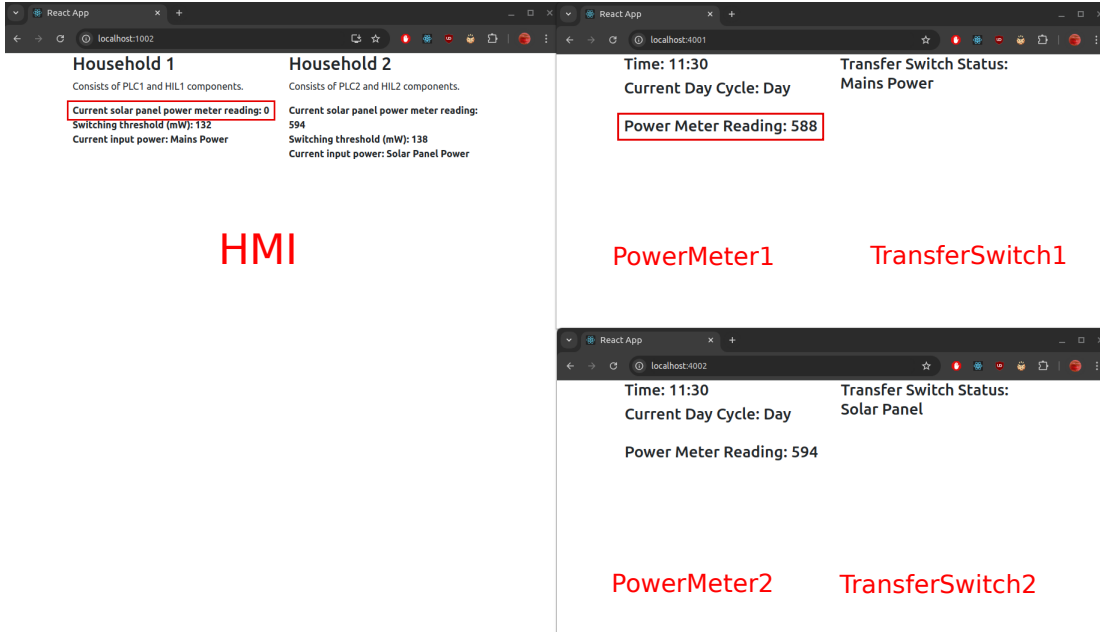 React App
localhost:1002
Household 1
Consists of PLC1 and HIL1 components.
Current solar panel power meter reading: 0
Switching threshold (mW): 132
Current input power: Mains Power
Household 2
Consists of PLC2 and HIL2 components.
Current solar panel power meter reading:
594
Switching threshold (mW): 138
Current input power: Solar Panel Power
HMI
React App
localhost:4001
Time: 11:30
Current Day Cycle: Day
Power Meter Reading: 588
Transfer Switch Status:
Mains Power
PowerMeter1
TransferSwitch1
React App
localhost:4002
Time: 11:30
Current Day Cycle: Day
Power Meter Reading: 594
Transfer Switch Status:
Solar Panel
PowerMeter2
TransferSwitch2